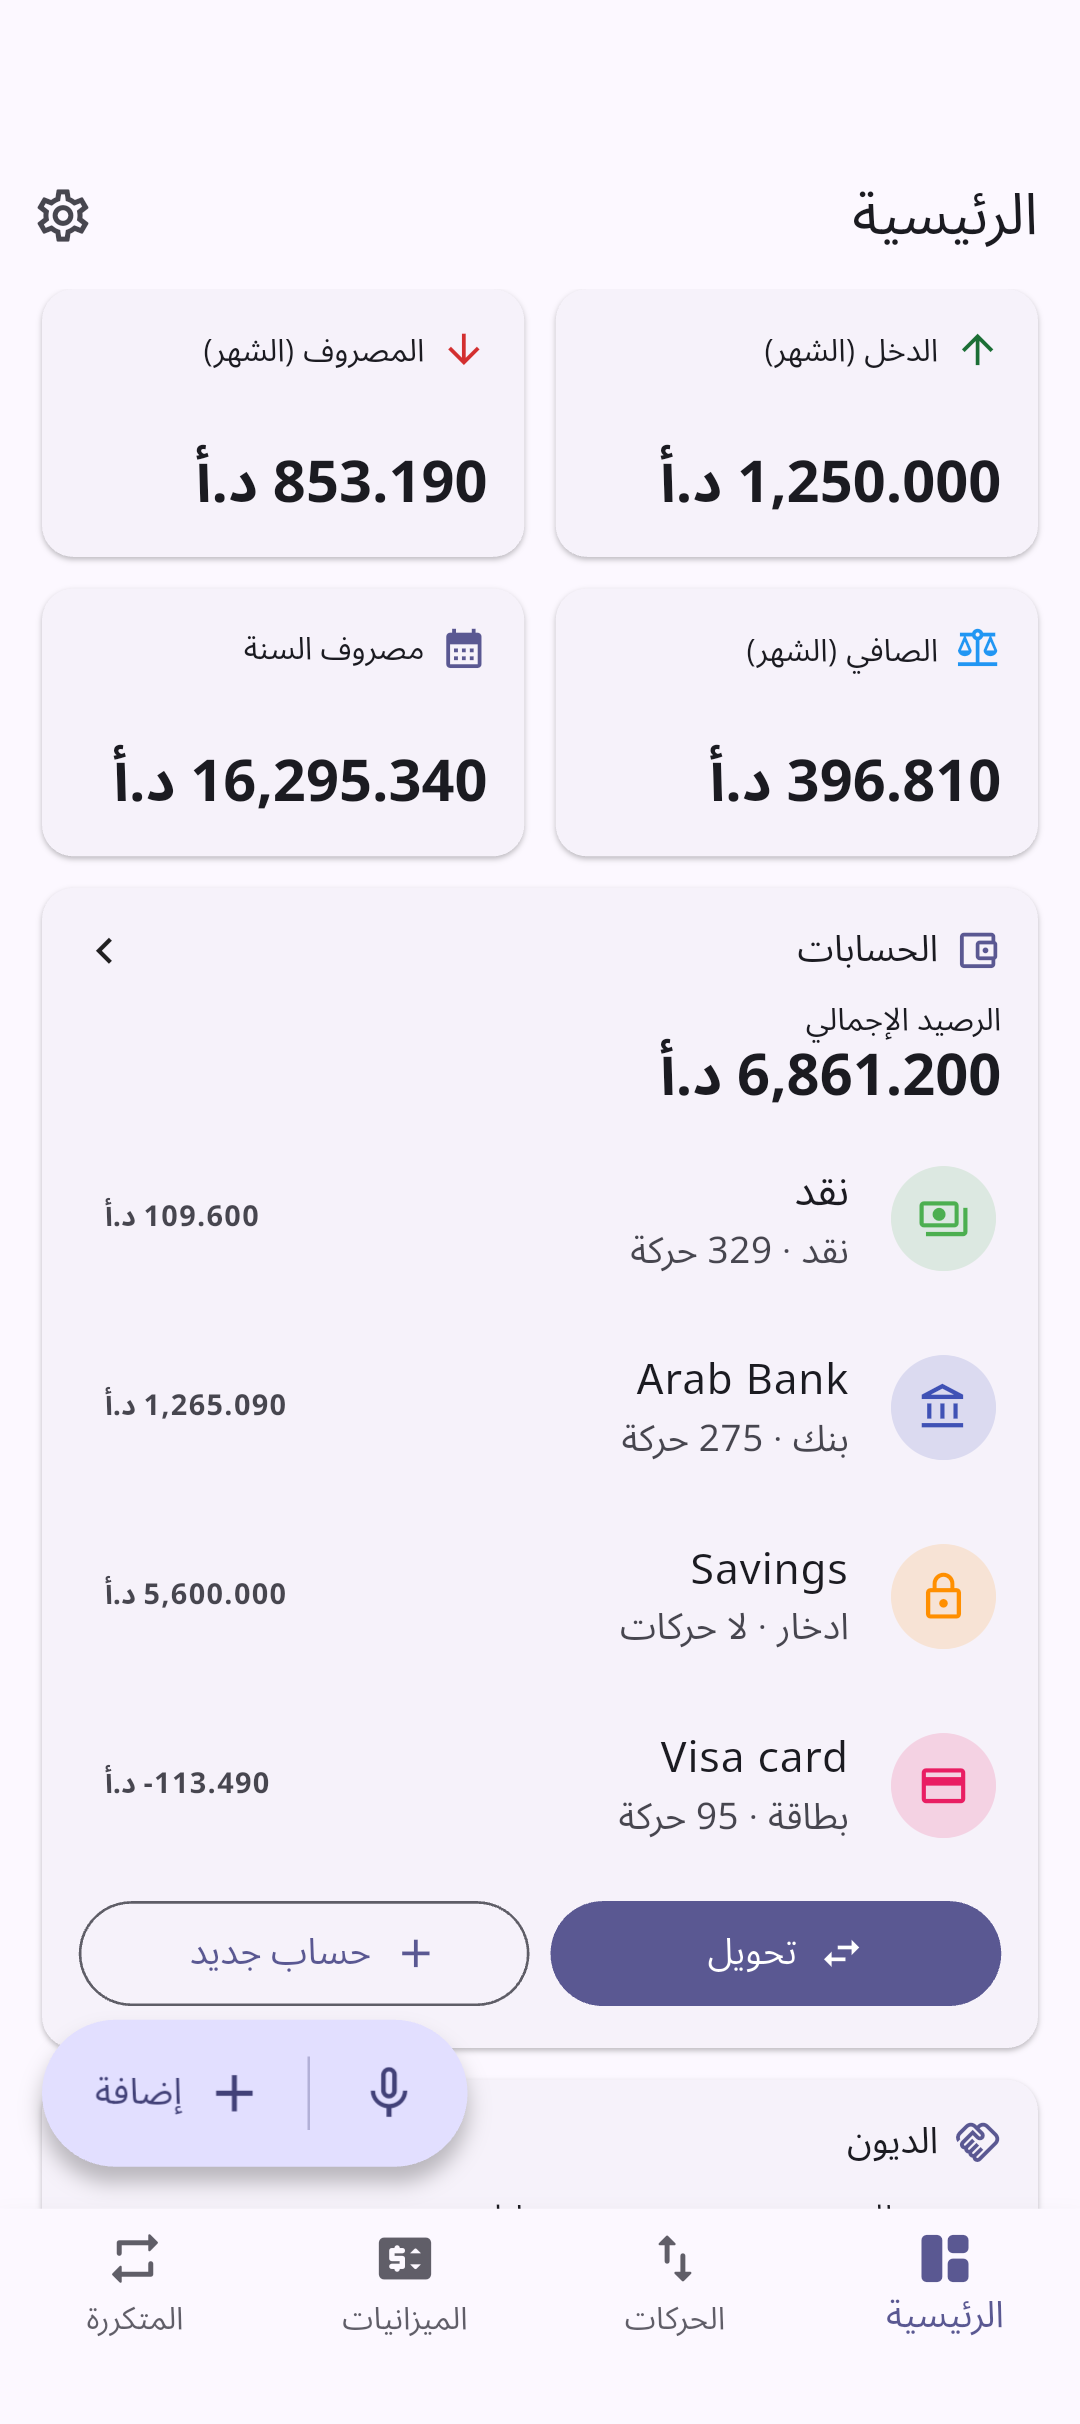 الرئيسية
الدخل (الشهر)
1,250.000 د.أ
المصروف (الشهر)
853.190 د.أ
الصافي (الشهر)
396.810 د.أ
مصروف السنة
16,295.340 د.أ
الحسابات
الرصيد الإجمالي
6,861.200 د.أ
نقد
نقد · 329 حركة
109.600 د.أ
Arab Bank
بنك · 275 حركة
1,265.090 د.أ
Savings
ادخار · لا حركات
5,600.000 د.أ
Visa card
بطاقة · 95 حركة
-113.490 د.أ
تحويل
حساب جديد
إضافة
الديون
الرئيسية
الحركات
الميزانيات
المتكررة